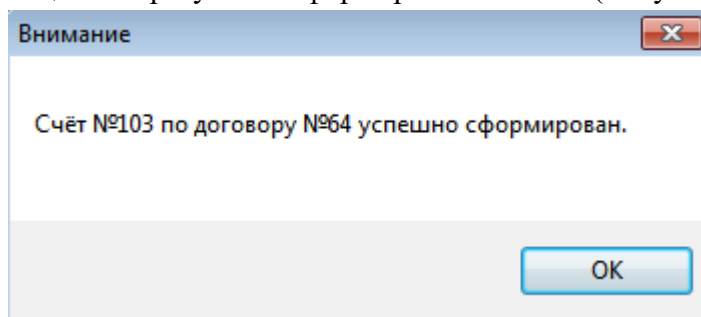 Внимание
Счёт №103 по договору №64 успешно сформирован.
OK